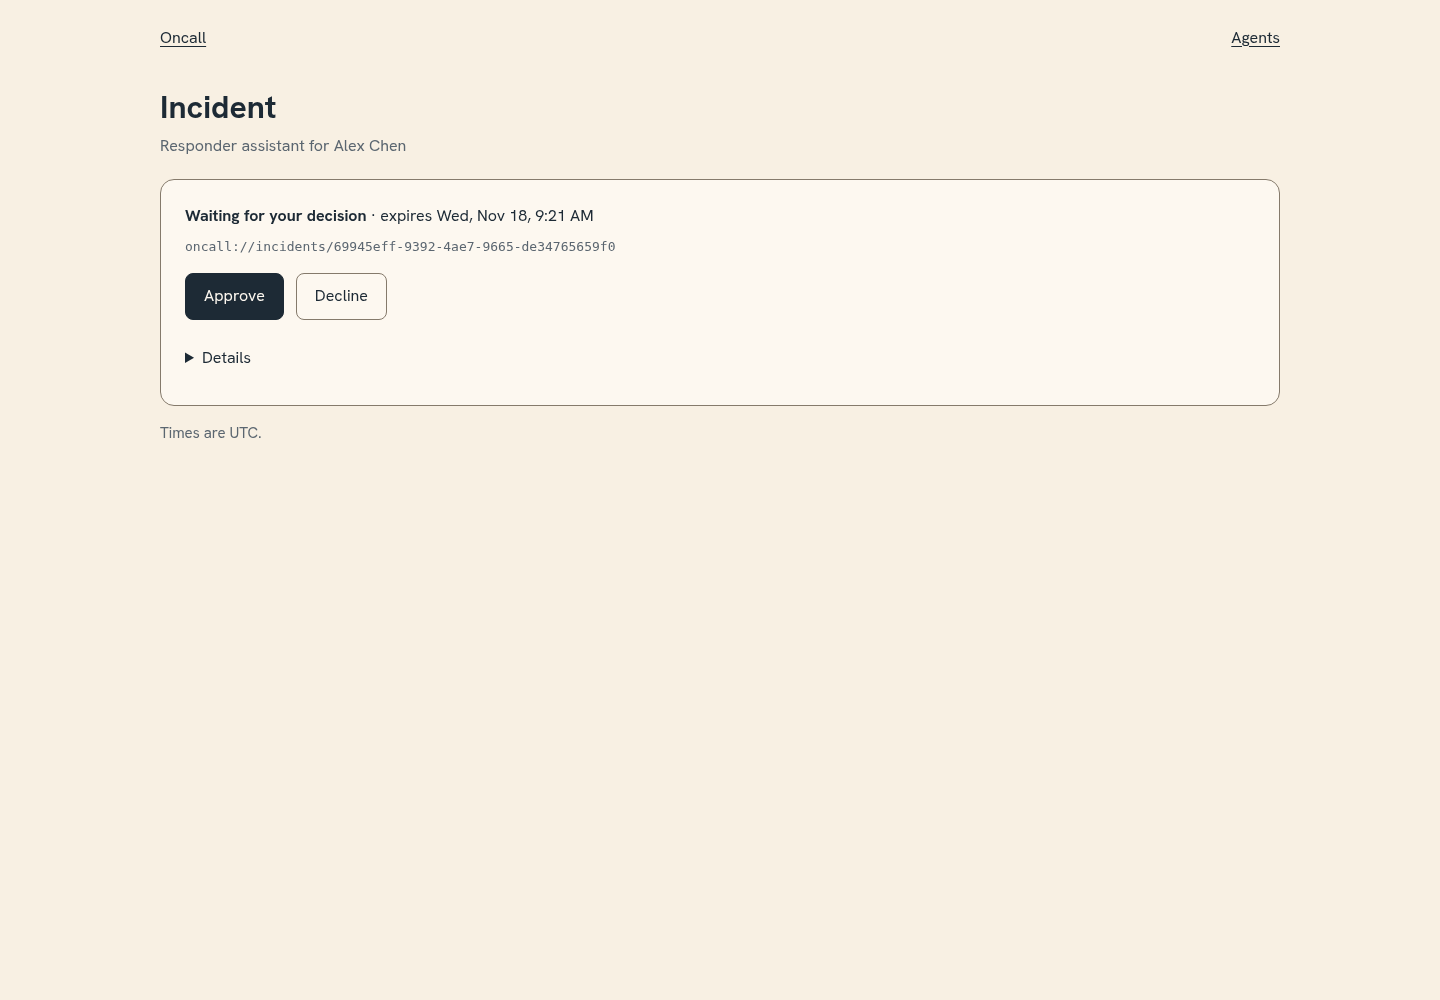 Oncall
Agents
Incident
Responder assistant for Alex Chen
Waiting for your decision · expires Wed, Nov 18, 9:21 AM
oncall://incidents/69945eff-9392-4ae7-9665-de34765659f0
Approve
Decline
Details
Times are UTC.